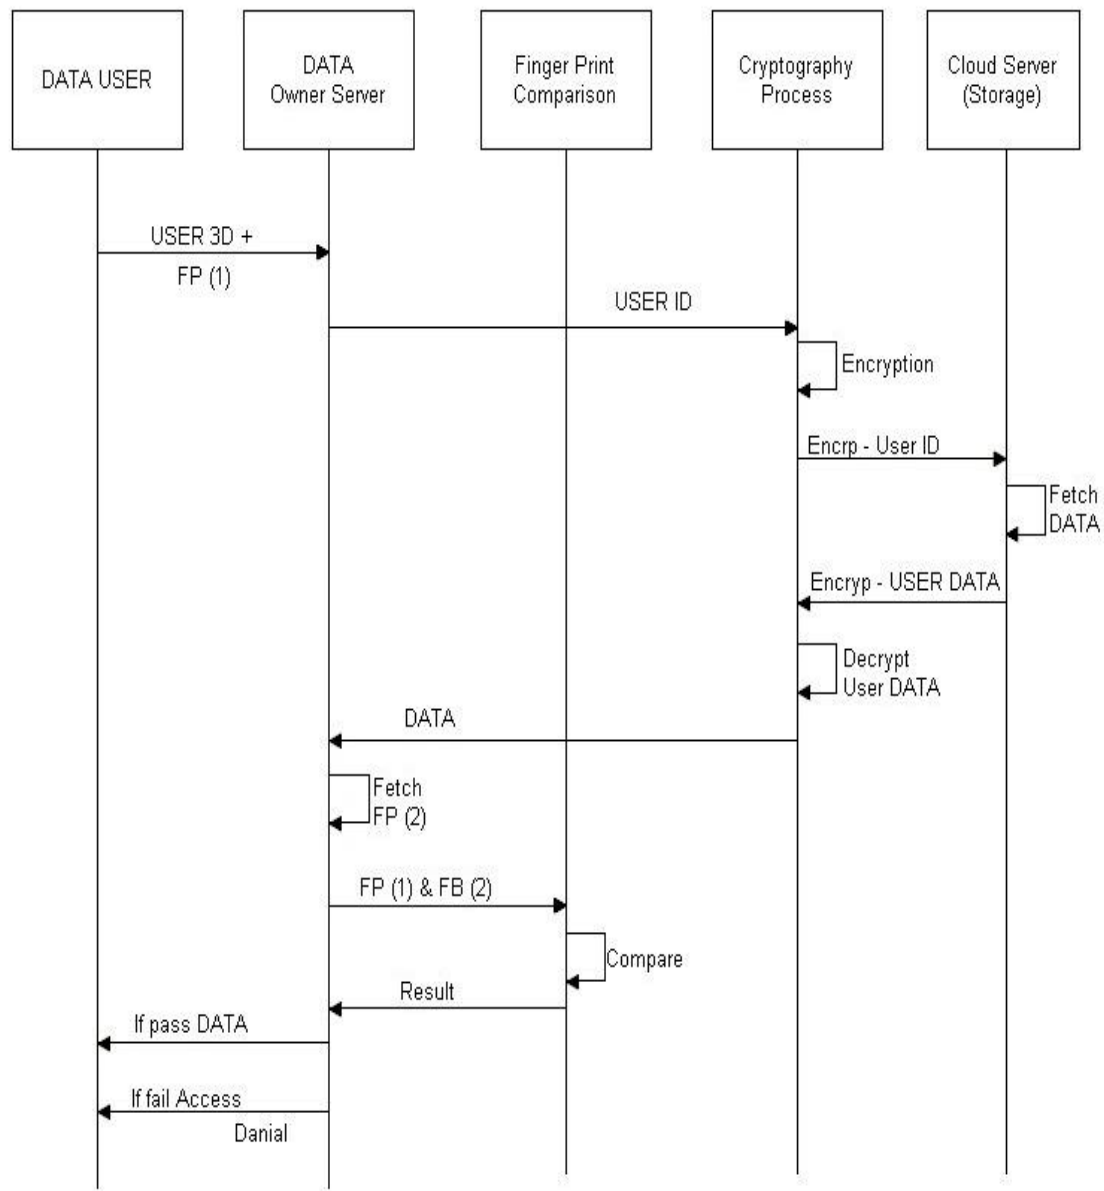 DATA USER
DATA
Owner Server
Finger Print
Comparison
Cryptography
Process
Cloud Server
(Storage)
USER 3D +
FP (1)
USER ID
Encryption
Encrp - User ID
Fetch
DATA
Encryp - USER DATA
Decrypt
User DATA
DATA
Fetch
FP (2)
FP (1) & FB (2)
Compare
Result
If pass DATA
If fail Access
Danial